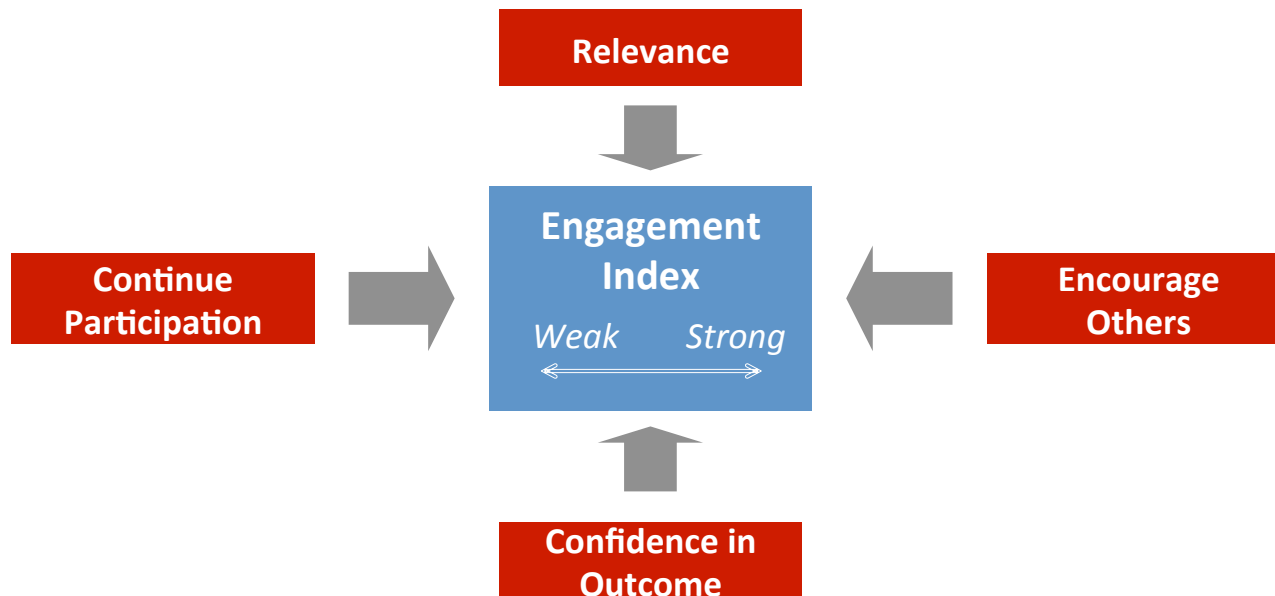 Relevance
Engagement
Index
Weak Strong
Continue
Participation
Encourage
Others
Confidence in
Outcome